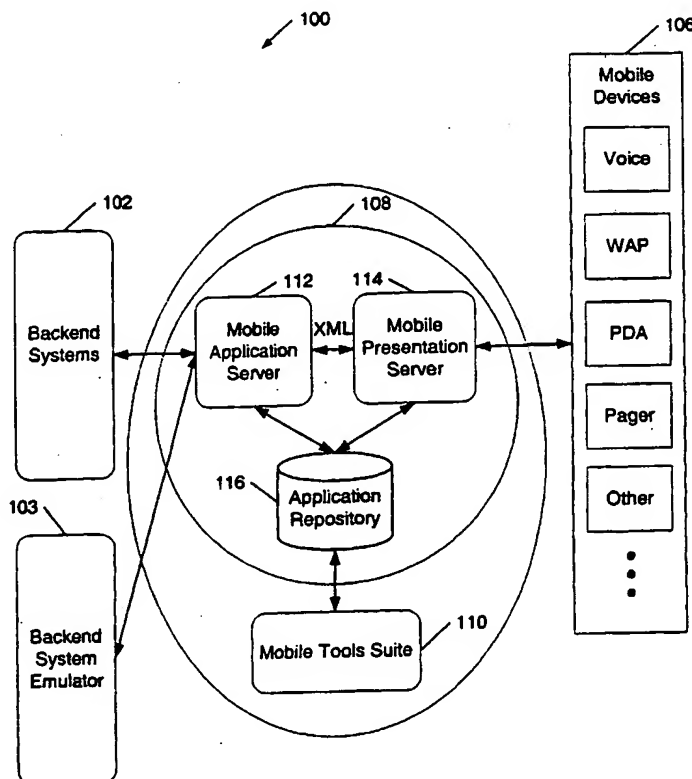 100
106
Mobile
Devices
Voice
WAP
PDA
Pager
Other
102
Backend
Systems
108
112
Mobile
Application
Server
XML
114
Mobile
Presentation
Server
116
Application
Repository
103
Backend
System
Emulator
Mobile Tools Suite
110